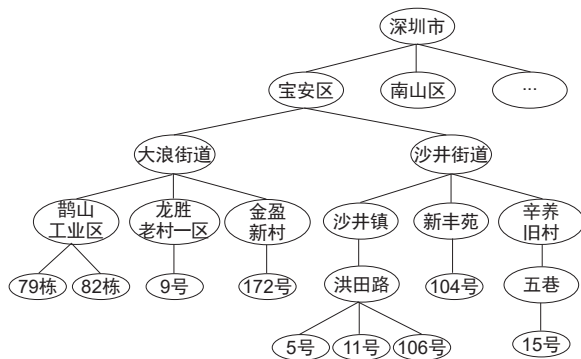 深圳市
宝安区
南山区
...
大浪街道
沙井街道
鹊山
工业区
龙胜
老村一区
金盈
新村
沙井镇
新丰苑
辛养
旧村
79栋
82栋
9号
172号
洪田路
104号
五巷
5号
11号
106号
15号